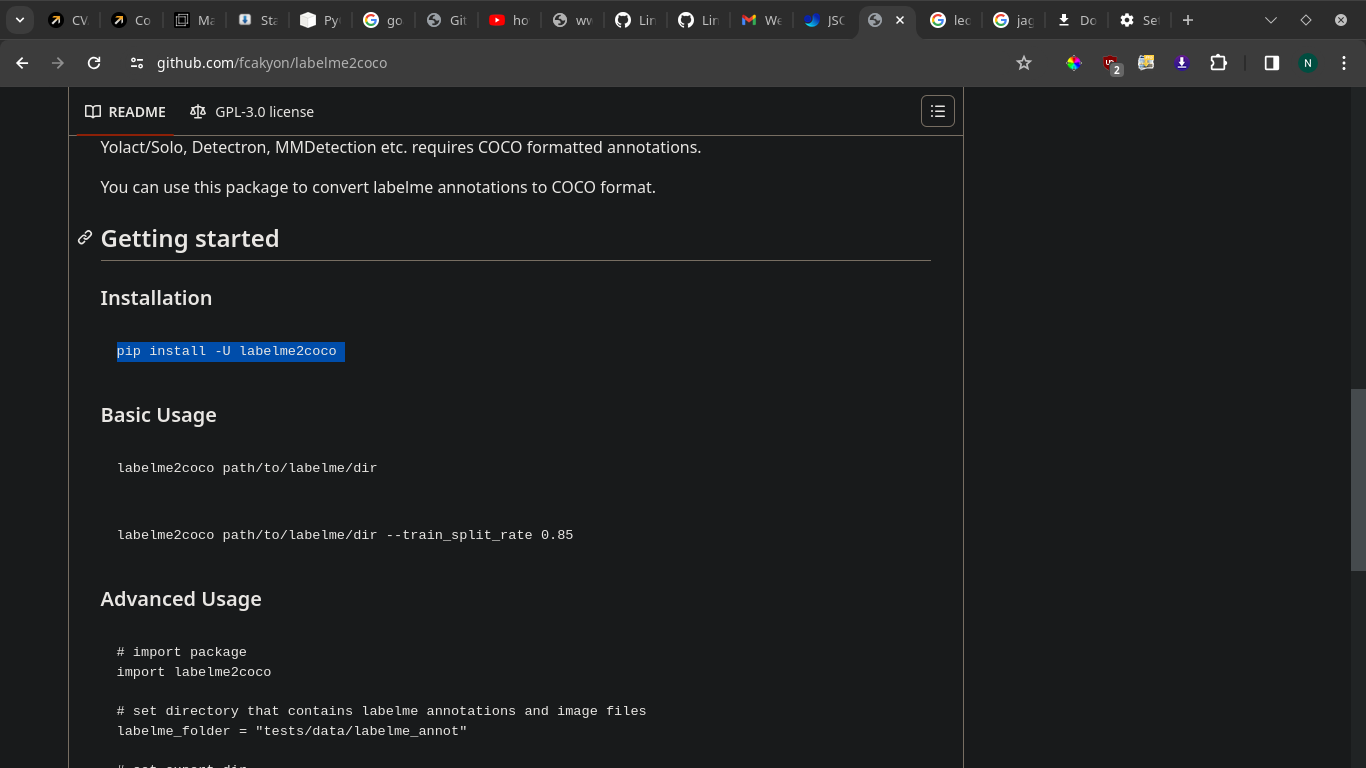 CV
Co
Ma
Sta
Py
go
Git
ho
ww
Lin
Lin
We
JSO
lec
jag
Do
Se
github.com/fcakyon/labelme2coco
2
N
README
GPL-3.0 license
Yolact/Solo, Detectron, MMDetection etc. requires COCO formatted annotations.
You can use this package to convert labelme annotations to COCO format.
Getting started
Installation
pip install -U labelme2coco
Basic Usage
labelme2coco path/to/labelme/dir
labelme2coco path/to/labelme/dir --train_split_rate 0.85
Advanced Usage
# import package
import labelme2coco
# set directory that contains labelme annotations and image files
labelme_folder = "tests/data/labelme_annot"
# set export dir